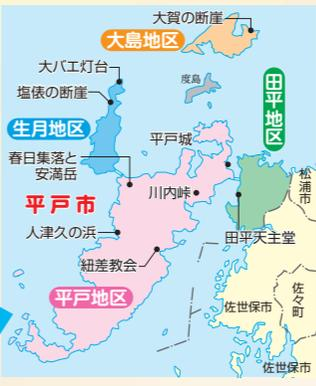 大賀の断崖
大島地区
大バエ灯台
度島
塩俵の断崖
田平地区
生月地区
平戸城
春日集落と
安満岳
川内峠
松浦市
平戸市
人津久の浜
田平天主堂
紐差教会
平戸地区
佐世保市
佐々町
佐世保市